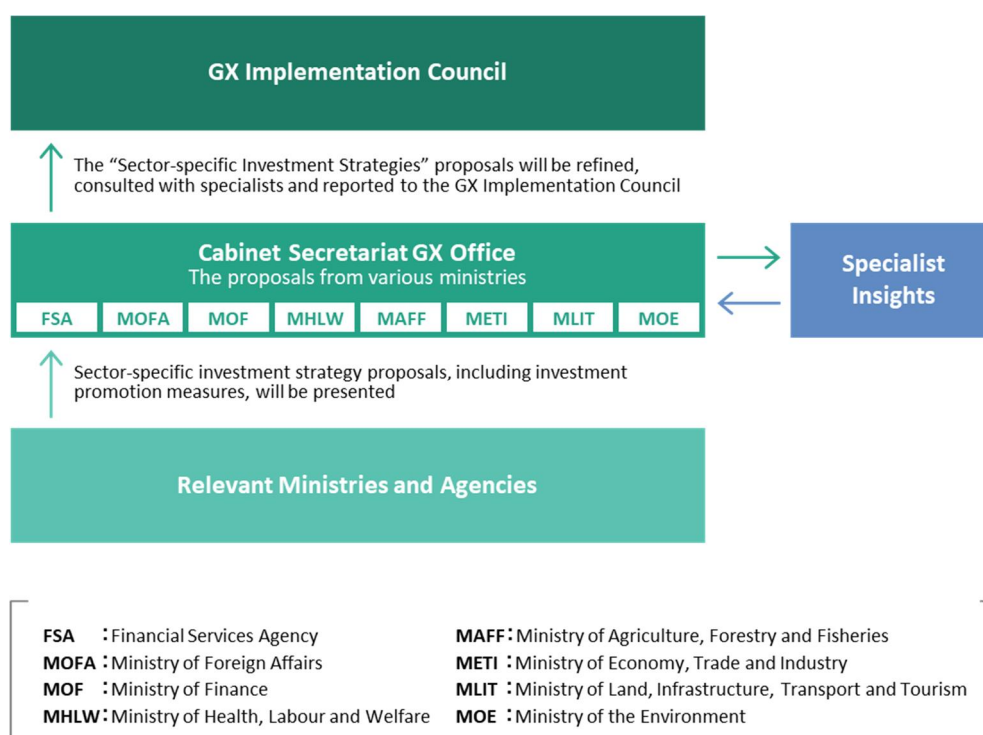 GX Implementation Council
The “Sector-specific Investment Strategies” proposals will be refined,
consulted with specialists and reported to the GX Implementation Council
Cabinet Secretariat GX Office
The proposals from various ministries
FSA MOFA MOF MHLW MAFF METI MLIT MOE
Specialist
Insights
Sector-specific investment strategy proposals, including investment
promotion measures, will be presented
Relevant Ministries and Agencies
FSA : Financial Services Agency
MOFA : Ministry of Foreign Affairs
MOF : Ministry of Finance
MHLW : Ministry of Health, Labour and Welfare
MAFF : Ministry of Agriculture, Forestry and Fisheries
METI : Ministry of Economy, Trade and Industry
MLIT : Ministry of Land, Infrastructure, Transport and Tourism
MOE : Ministry of the Environment